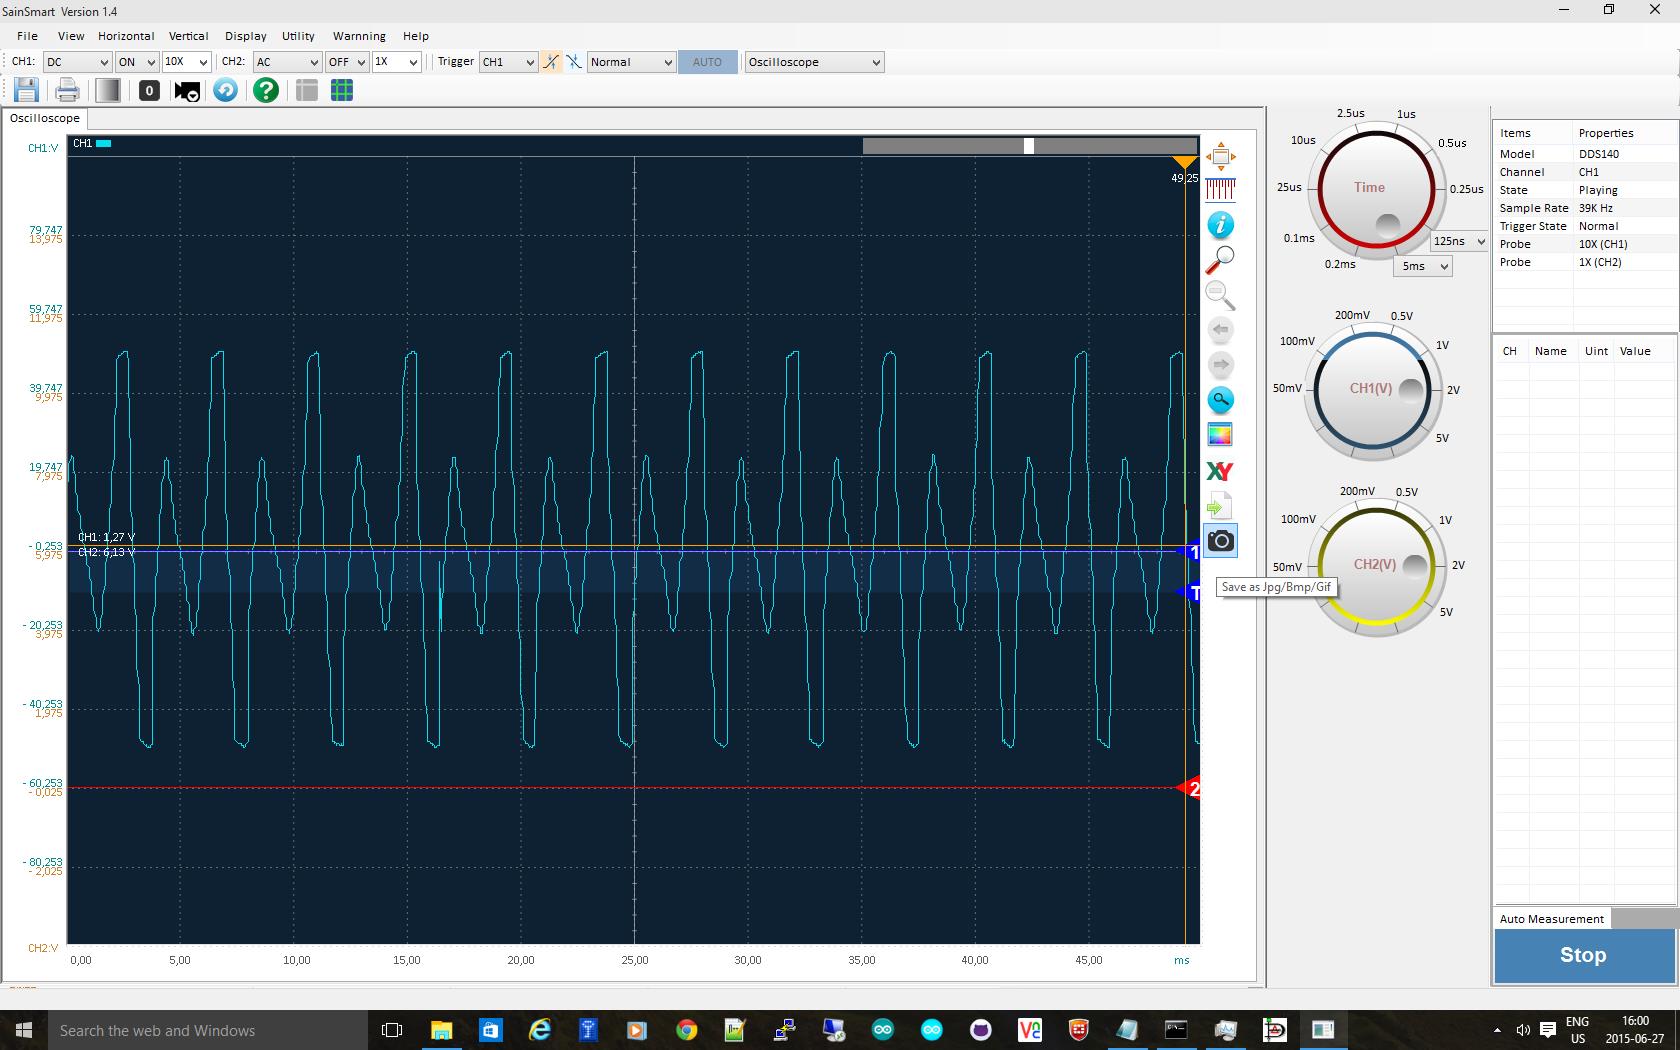 SainSmart Version 1.4
File View Horizontal Vertical Display Utility Warnning Help
CH1: DC ON 10X CH2: AC OFF 1X Trigger CH1 Normal AUTO Oscilloscope
0
Oscilloscope
CH1:V
CH1
49,25
79,747
13,975
59,747
11,975
39,747
9,975
19,747
7,975
CH1: 1,27 V
- 0,253
5,975
CH2: 6,13 V
1
T
- 20,253
3,975
- 40,253
1,975
- 60,253
- 0,025
2
- 80,253
- 2,025
CH2:V
0,00 5,00 10,00 15,00 20,00 25,00 30,00 35,00 40,00 45,00 ms
XY
Save as Jpg/Bmp/Gif
2.5us 1us
10us 0.5us
25us Time 0.25us
0.1ms 125ns
0.2ms 5ms
200mV 0.5V
100mV 1V
50mV CH1(V) 2V
5V
200mV 0.5V
100mV 1V
50mV CH2(V) 2V
5V
Items Properties
Model DDS140
Channel CH1
State Playing
Sample Rate 39K Hz
Trigger State Normal
Probe 10X (CH1)
Probe 1X (CH2)
CH Name Uint Value
Auto Measurement
Stop
Search the web and Windows
ENG
US
16:00
2015-06-27